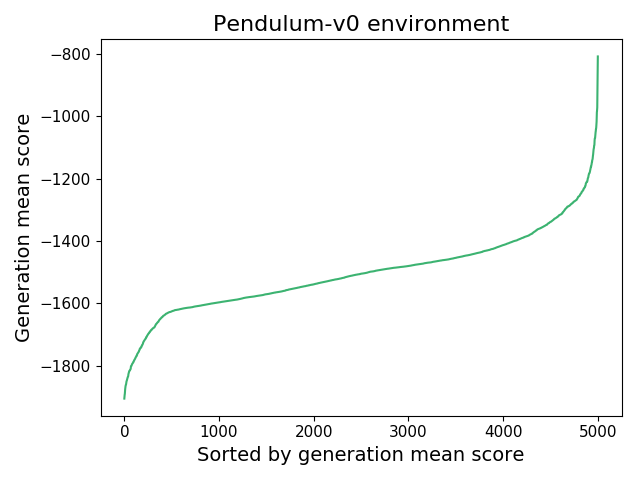 Pendulum-v0 environment
Generation mean score
−800
−1000
−1200
−1400
−1600
−1800
0 1000 2000 3000 4000 5000
Sorted by generation mean score